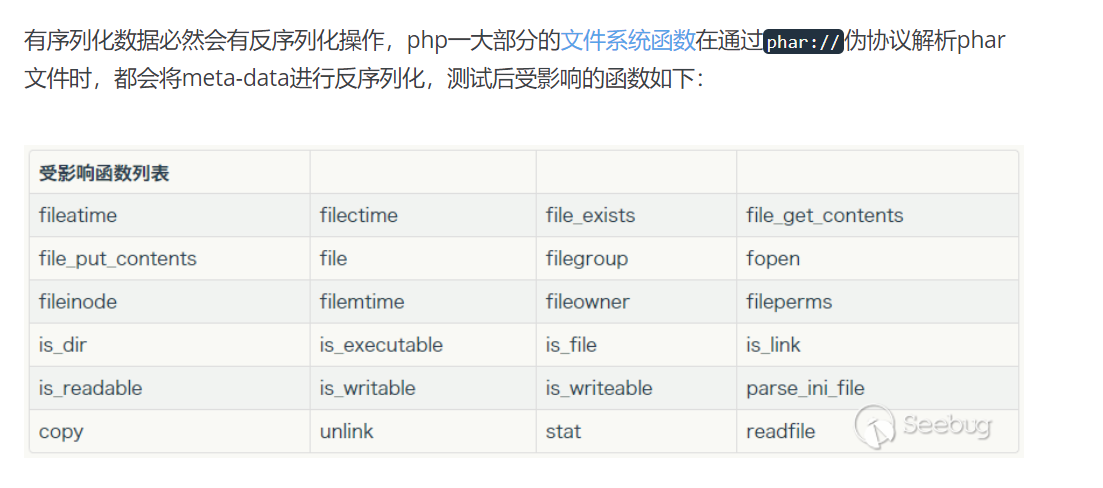 有序列化数据必然会有反序列化操作，php一大部分的文件系统函数在通过phar://伪协议解析phar
文件时，都会将meta-data进行反序列化，测试后受影响的函数如下：
受影响函数列表
fileatime filectime file_exists file_get_contents
file_put_contents file filegroup fopen
fileinode filemtime fileowner fileperms
is_dir is_executable is_file is_link
is_readable is_writable is_writeable parse_ini_file
copy unlink stat readfile
Seebug